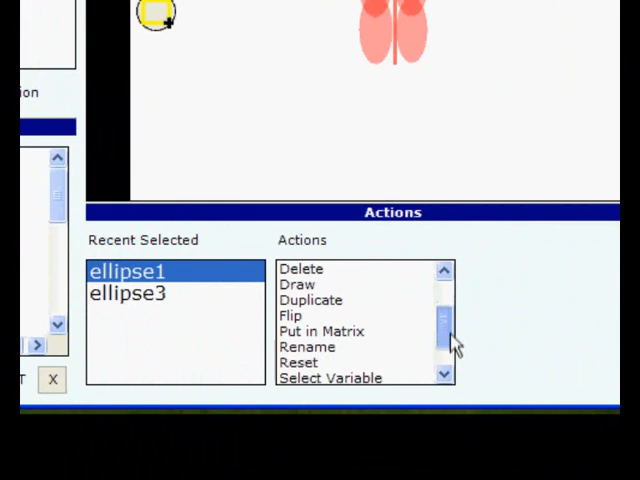 ion
Actions
Recent Selected
Actions
ellipse1
ellipse3
Delete
Draw
Duplicate
Flip
Put in Matrix
Rename
Reset
Select Variable
T
X